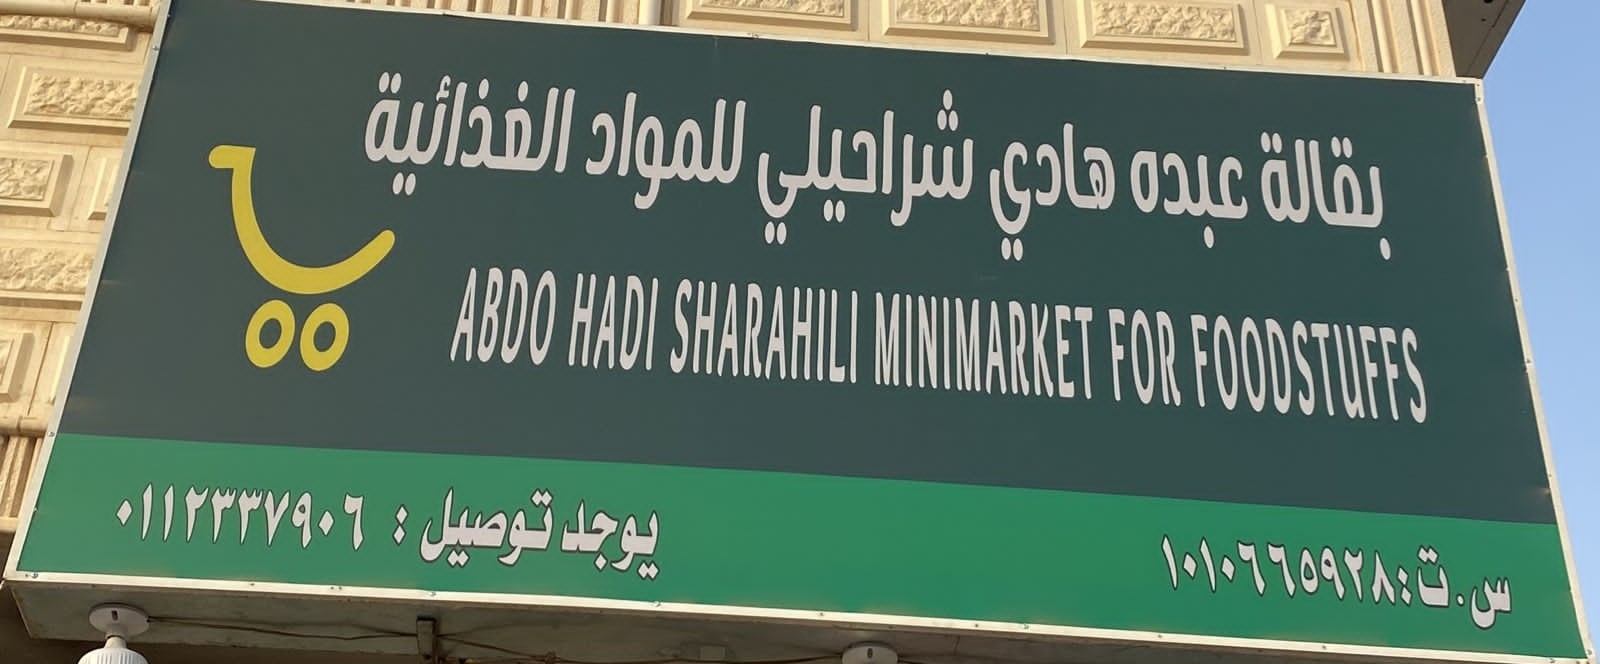 بقالة عبده هادي شراحيلي للمواد الغذائية
ABDO HADI SHARAHILI MINIMARKET FOR FOODSTUFFS
س.ت: ١٠١٠٦٦٥٩٢٨
يوجد توصيل : ٠١١٢٣٣٧٩٠٦